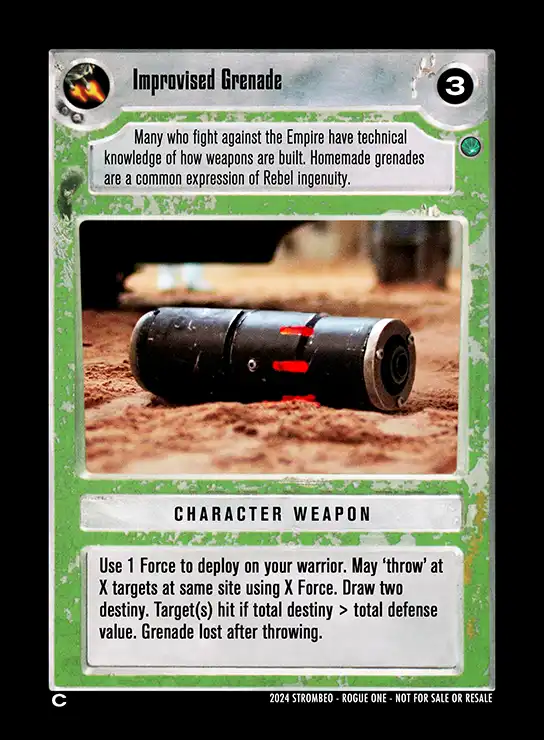 Improvised Grenade
3
Many who fight against the Empire have technical
knowledge of how weapons are built. Homemade grenades
are a common expression of Rebel ingenuity.
CHARACTER WEAPON
Use 1 Force to deploy on your warrior. May ‘throw’ at
X targets at same site using X Force. Draw two
destiny. Target(s) hit if total destiny > total defense
value. Grenade lost after throwing.
C
2024 STROMBEO - ROGUE ONE - NOT FOR SALE OR RESALE